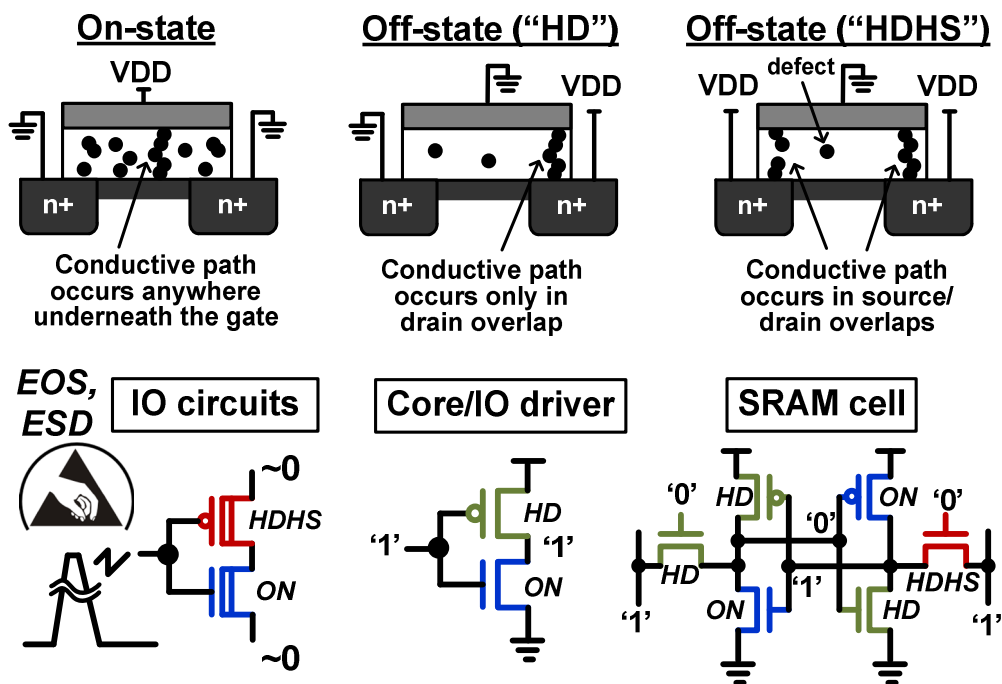 On-state
VDD
n+
n+
Conductive path
occurs anywhere
underneath the gate
Off-state (“HD”)
VDD
n+
Conductive path
occurs only in
drain overlap
Off-state (“HDHS”)
defect
VDD
VDD
n+
n+
Conductive path
occurs in source/
drain overlaps
EOS,
ESD
IO circuits
~0
HDHS
ON
~0
Core/IO driver
HD
‘1’
‘1’
ON
SRAM cell
HD
ON
‘0’
‘0’
‘0’
HD
‘1’
HDHS
ON
HD
‘1’
‘1’